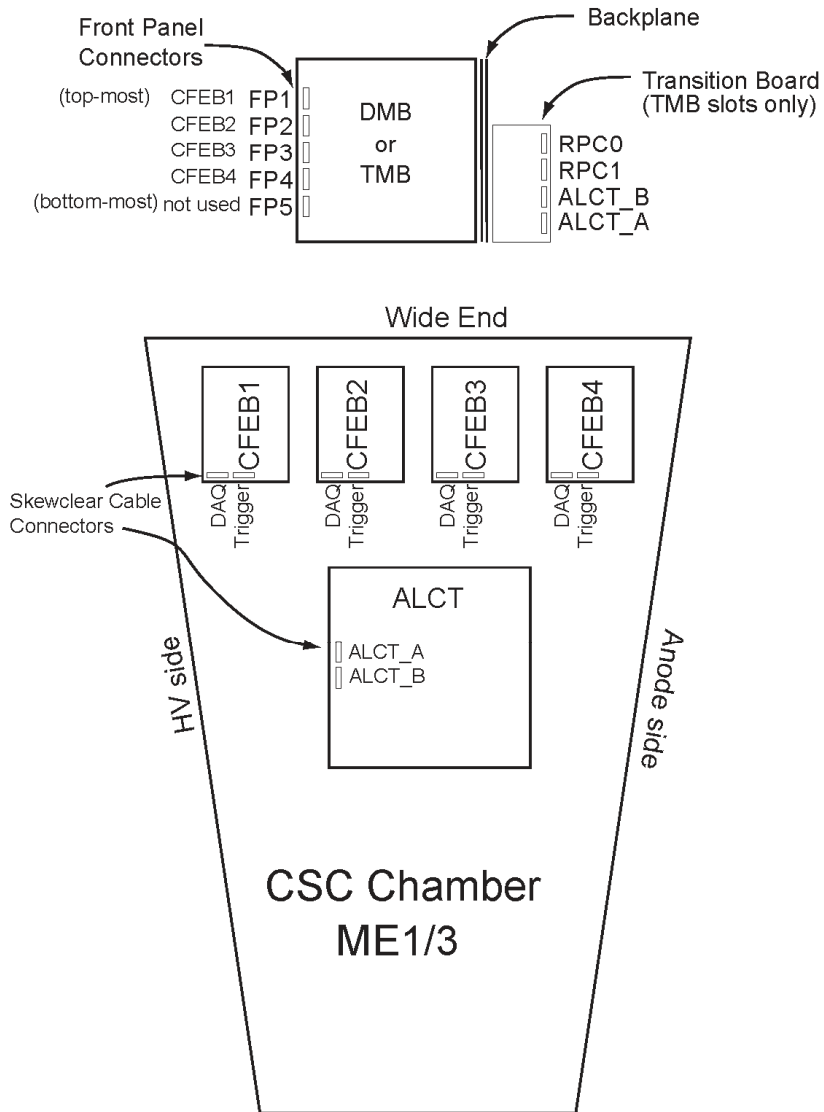 Front Panel
Connectors
Backplane
Transition Board
(TMB slots only)
(top-most) CFEB1 FP1
CFEB2 FP2
CFEB3 FP3
CFEB4 FP4
(bottom-most) not used FP5
DMB
or
TMB
RPC0
RPC1
ALCT_B
ALCT_A
Wide End
CFEB1
CFEB2
CFEB3
CFEB4
DAQ
Trigger
DAQ
Trigger
DAQ
Trigger
DAQ
Trigger
Skewclear Cable
Connectors
ALCT
ALCT_A
ALCT_B
HV side
Anode side
CSC Chamber
ME1/3